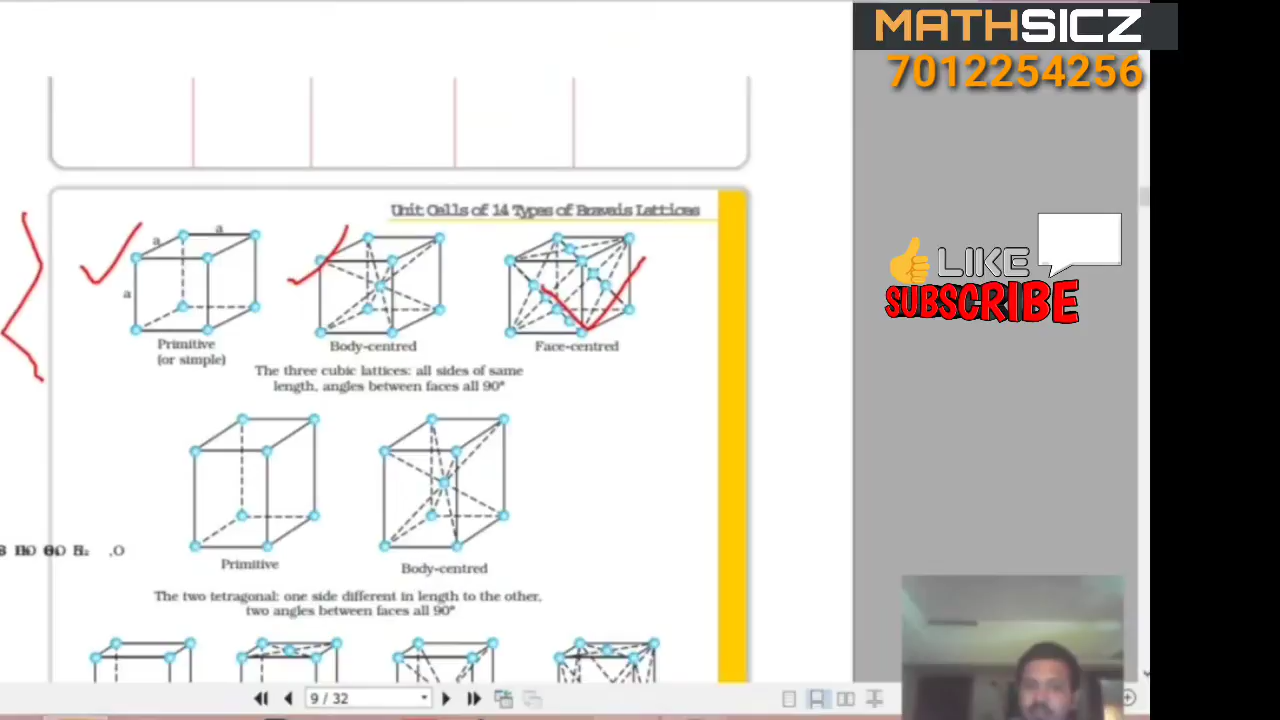 MATHSICZ
7012254256
Unit Cells of 14 Types of Bravais Lattices
a
a
a
Primitive
(or simple)
Body-centred
Face-centred
The three cubic lattices: all sides of same
length, angles between faces all 90°
LIKE
SUBSCRIBE
Primitive
Body-centred
The two tetragonal: one side different in length to the other,
two angles between faces all 90°
9 / 32